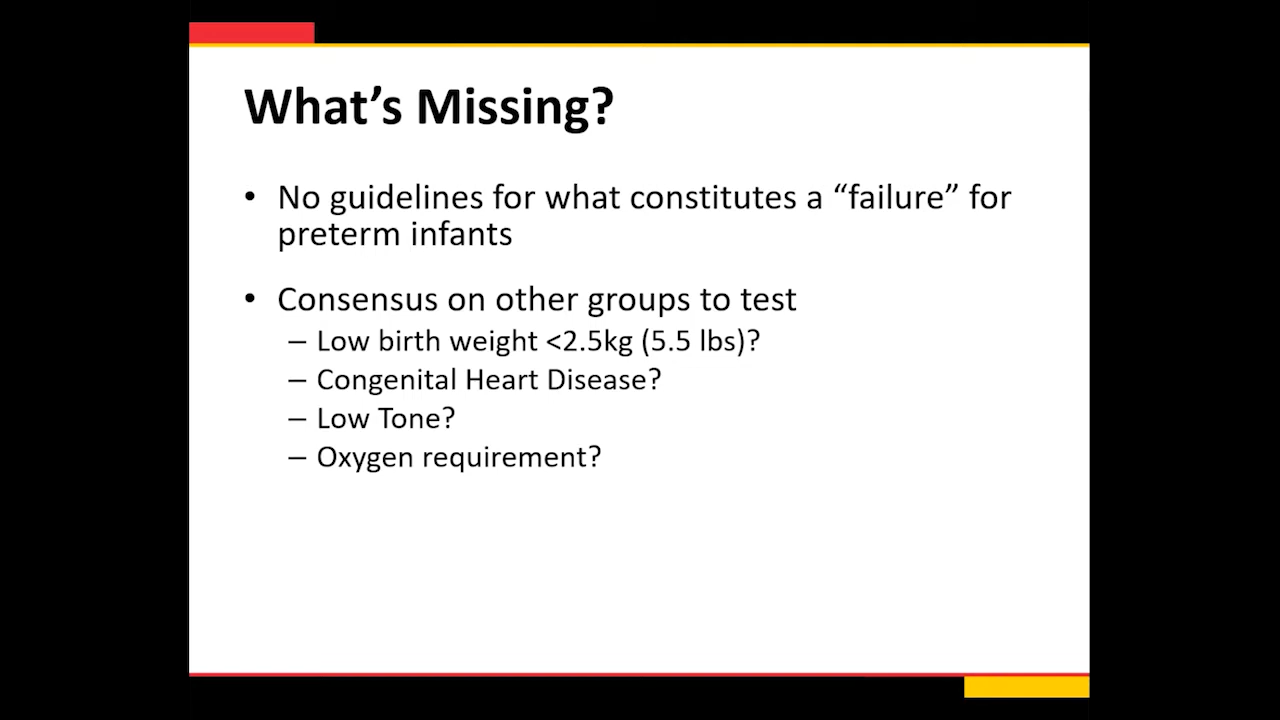 What’s Missing?
• No guidelines for what constitutes a “failure” for
preterm infants
• Consensus on other groups to test
– Low birth weight <2.5kg (5.5 lbs)?
– Congenital Heart Disease?
– Low Tone?
– Oxygen requirement?